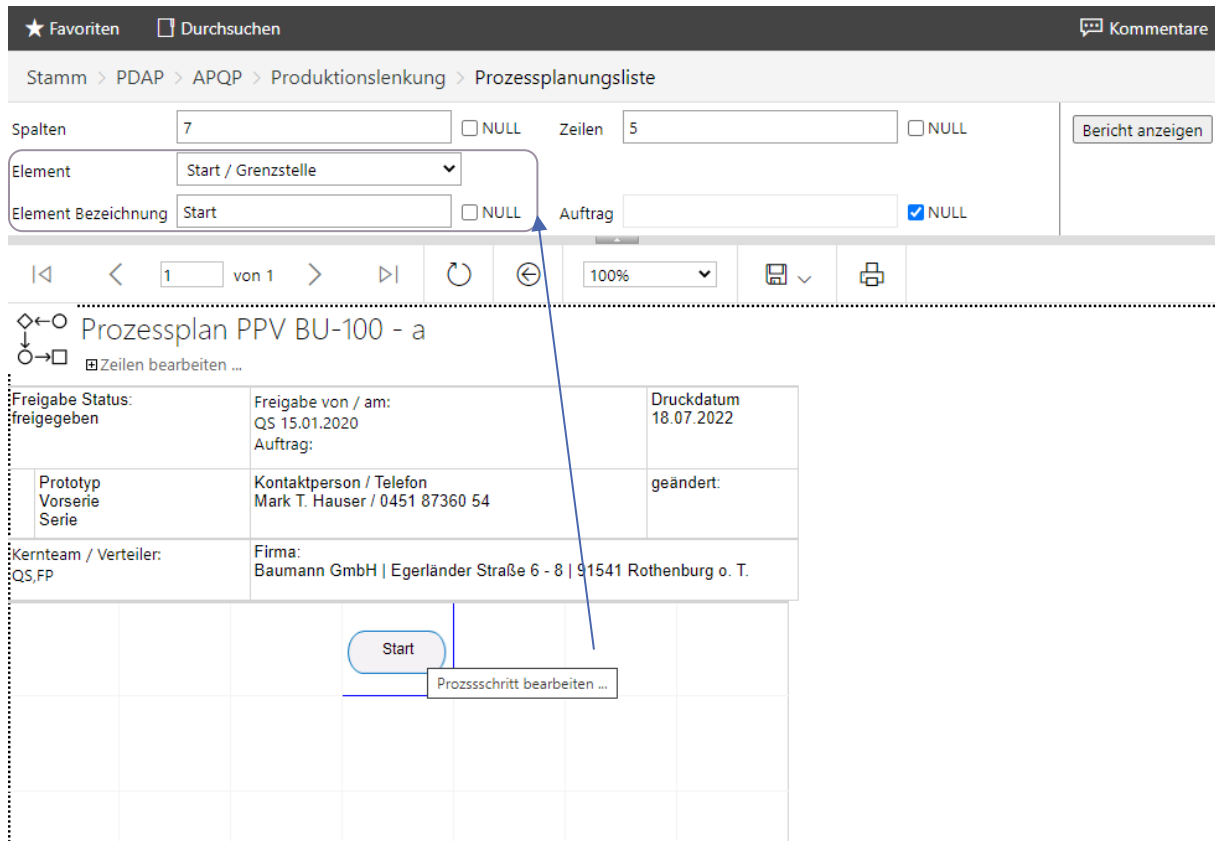 Favoriten Durchsuchen Kommentare
Stamm > PDAP > APQP > Produktionslenkung > Prozessplanungsliste
Spalten 7 NULL Zeilen 5 NULL Bericht anzeigen
Element Start / Grenzstelle
Element Bezeichnung Start NULL Auftrag NULL
1 von 1 100%
Prozessplan PPV BU-100 - a
Zeilen bearbeiten ...
Freigabe Status:
freigegeben
Freigabe von / am:
QS 15.01.2020
Auftrag:
Druckdatum
18.07.2022
Prototyp
Vorserie
Serie
Kontaktperson / Telefon
Mark T. Hauser / 0451 87360 54
geändert:
Kernteam / Verteiler:
QS,FP
Firma:
Baumann GmbH | Egerländer Straße 6 - 8 | 91541 Rothenburg o. T.
Start
Prozssschritt bearbeiten ...